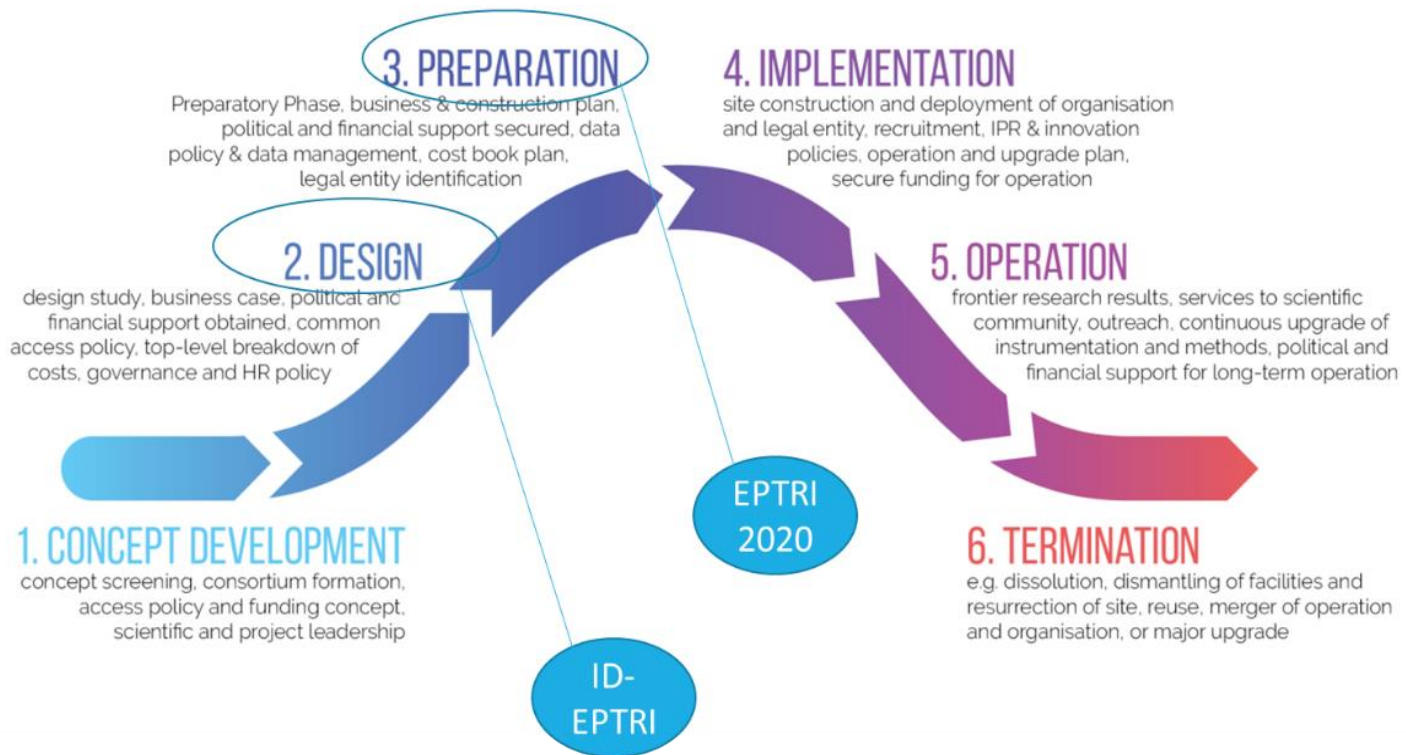 3. PREPARATION
Preparatory Phase, business & construction plan,
political and financial support secured, data
policy & data management, cost book plan,
legal entity identification
4. IMPLEMENTATION
site construction and deployment of organisation
and legal entity, recruitment, IPR & innovation
policies, operation and upgrade plan,
secure funding for operation
2. DESIGN
design study, business case, political and
financial support obtained, common
access policy, top-level breakdown of
costs, governance and HR policy
5. OPERATION
frontier research results, services to scientific
community, outreach, continuous upgrade of
instrumentation and methods, political and
financial support for long-term operation
EPTRI
2020
1. CONCEPT DEVELOPMENT
concept screening, consortium formation,
access policy and funding concept,
scientific and project leadership
6. TERMINATION
e.g. dissolution, dismantling of facilities and
resurrection of site, reuse, merger of operation
and organisation, or major upgrade
ID-
EPTRI